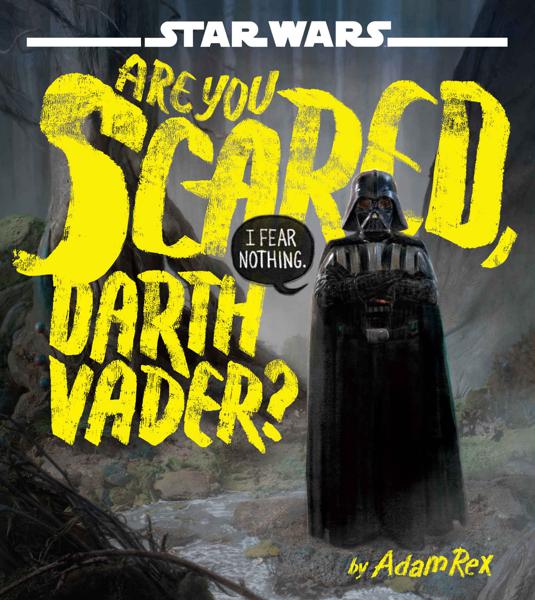 STAR WARS
ARE YOU
SCARED,
I FEAR
NOTHING.
DARTH
VADER?
by Adam Rex